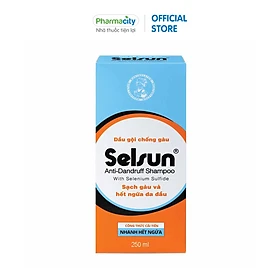 Pharmacity
Nhà thuốc tiện lợi
OFFICIAL
STORE
Dầu gội chống gàu
Selsun®
Anti-Dandruff Shampoo
With Selenium Sulfide
Sạch gàu và
hết ngứa da đầu
CÔNG THỨC CẢI TIẾN
NHANH HẾT NGỨA
250 ml